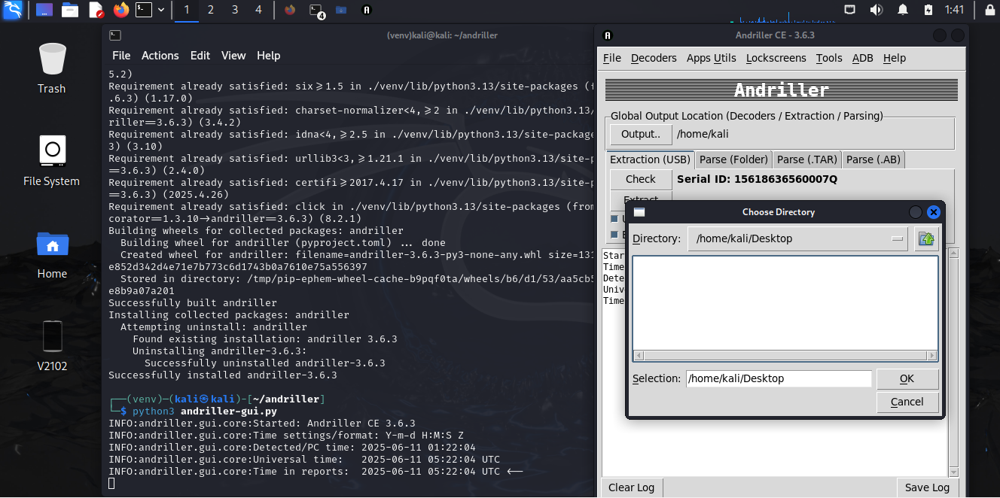 1 2 3 4 4 1:41
Trash
File System
Home
V2102
(venv)kali@kali: ~/andriller
File Actions Edit View Help
5.2)
Requirement already satisfied: six>=1.5 in ./venv/lib/python3.13/site-packages (f
.6.3) (1.17.0)
Requirement already satisfied: charset-normalizer<4,>=2 in ./venv/lib/python3.13/
riller==3.6.3) (3.4.2)
Requirement already satisfied: idna<4,>=2.5 in ./venv/lib/python3.13/site-package
3) (3.10)
Requirement already satisfied: urllib3<3,>=1.21.1 in ./venv/lib/python3.13/site-p
==3.6.3) (2.4.0)
Requirement already satisfied: certifi>=2017.4.17 in ./venv/lib/python3.13/site-p
==3.6.3) (2025.4.26)
Requirement already satisfied: click in ./venv/lib/python3.13/site-packages (from
corator==1.3.10->andriller==3.6.3) (8.2.1)
Building wheels for collected packages: andriller
Building wheel for andriller (pyproject.toml) ... done
Created wheel for andriller: filename=andriller-3.6.3-py3-none-any.whl size=131
e852d342d4e71e7b773c6d1743b0a7610e75a556397
Stored in directory: /tmp/pip-ephem-wheel-cache-b9pqf0ta/wheels/b6/d1/53/aa5cb5
e8b9a07a201
Successfully built andriller
Installing collected packages: andriller
Attempting uninstall: andriller
Found existing installation: andriller 3.6.3
Uninstalling andriller-3.6.3:
Successfully uninstalled andriller-3.6.3
Successfully installed andriller-3.6.3
┌──(venv)─(kali㉿kali)-[~/andriller]
└─$ python3 andriller-gui.py
INFO:andriller.gui.core:Started: Andriller CE 3.6.3
INFO:andriller.gui.core:Time settings/format: Y-m-d H:M:S Z
INFO:andriller.gui.core:Detected/PC time: 2025-06-11 01:22:04
INFO:andriller.gui.core:Universal time: 2025-06-11 05:22:04 UTC
INFO:andriller.gui.core:Time in reports: 2025-06-11 05:22:04 UTC <--
Andriller CE - 3.6.3
File Decoders Apps Utils Lockscreens Tools ADB Help
Andriller
Global Output Location (Decoders / Extraction / Parsing)
Output.. /home/kali
Extraction (USB) Parse (Folder) Parse (.TAR) Parse (.AB)
Check Serial ID: 15618636560007Q
Extract
Star
Time
Dete
Univ
Time
Choose Directory
Directory: /home/kali/Desktop
Selection: /home/kali/Desktop OK
Cancel
Clear Log Save Log